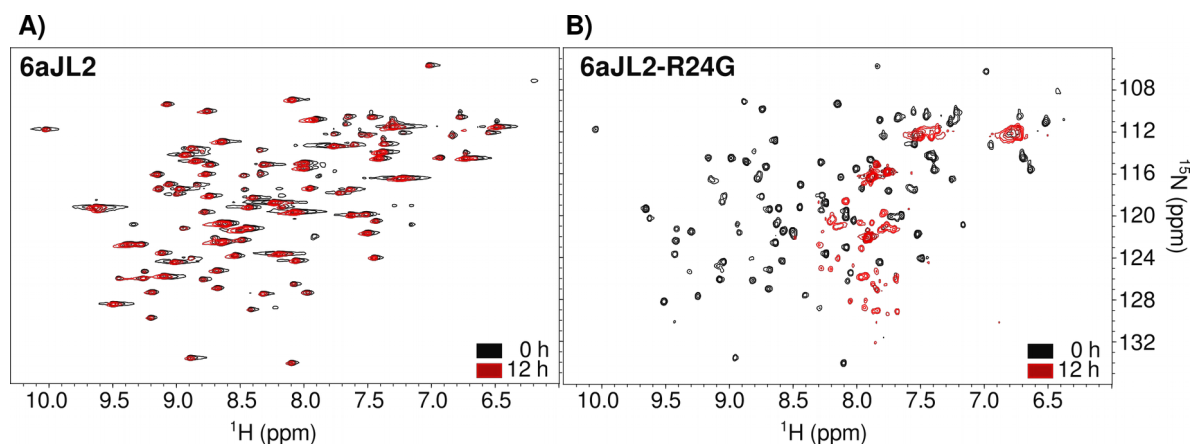 A)
B)
6aJL2
6aJL2-R24G
0 h
12 h
0 h
12 h
108
112
116
120
124
128
132
¹⁵N (ppm)
10.0 9.5 9.0 8.5 8.0 7.5 7.0 6.5
10.0 9.5 9.0 8.5 8.0 7.5 7.0 6.5
¹H (ppm)
¹H (ppm)